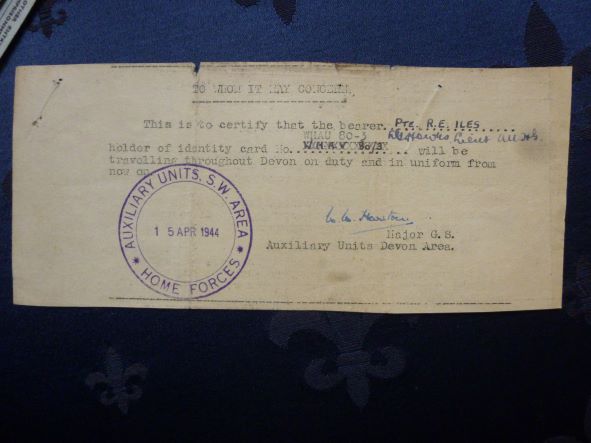 TO WHOM IT MAY CONCERN
This is to certify that the bearer Pte. R.E. ILES
WHAU 80-3
holder of identity card No. will be
travelling throughout Devon on duty and in uniform from
now on
AUXILIARY UNITS, S.W. AREA
15 APR 1944
* HOME FORCES *
Major G.S.
Auxiliary Units Devon Area.